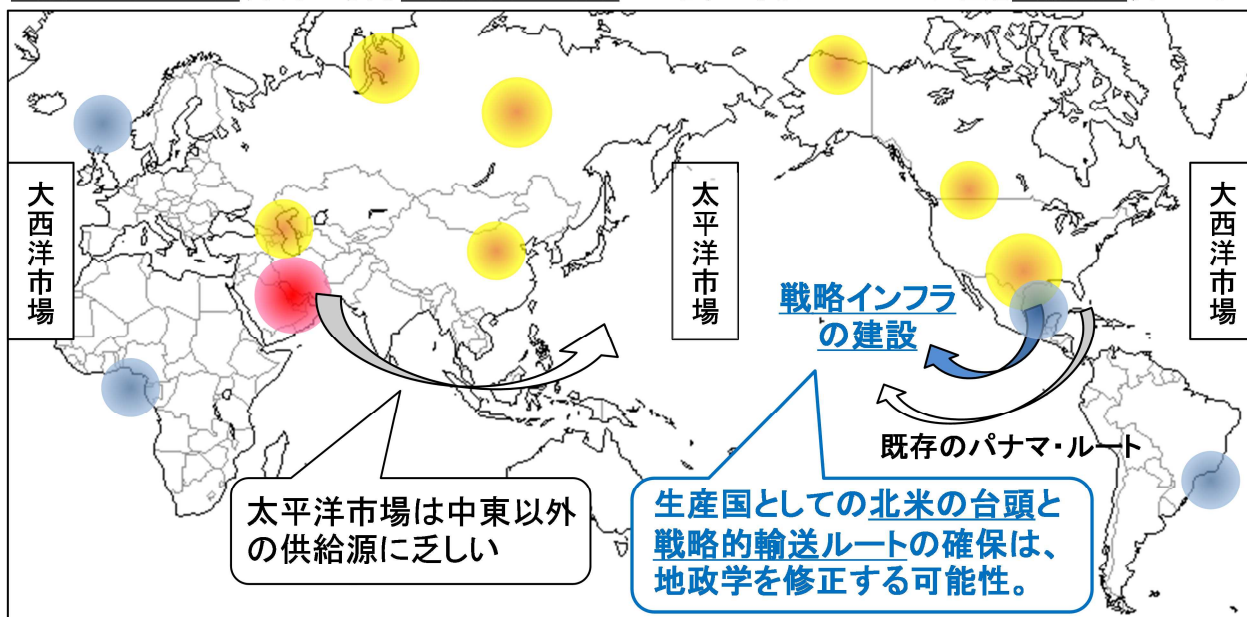 大西洋市場
太平洋市場
大西洋市場
戦略インフラ
の建設
既存のパナマ・ルート
太平洋市場は中東以外
の供給源に乏しい
生産国としての北米の台頭と
戦略的輸送ルートの確保は、
地政学を修正する可能性。